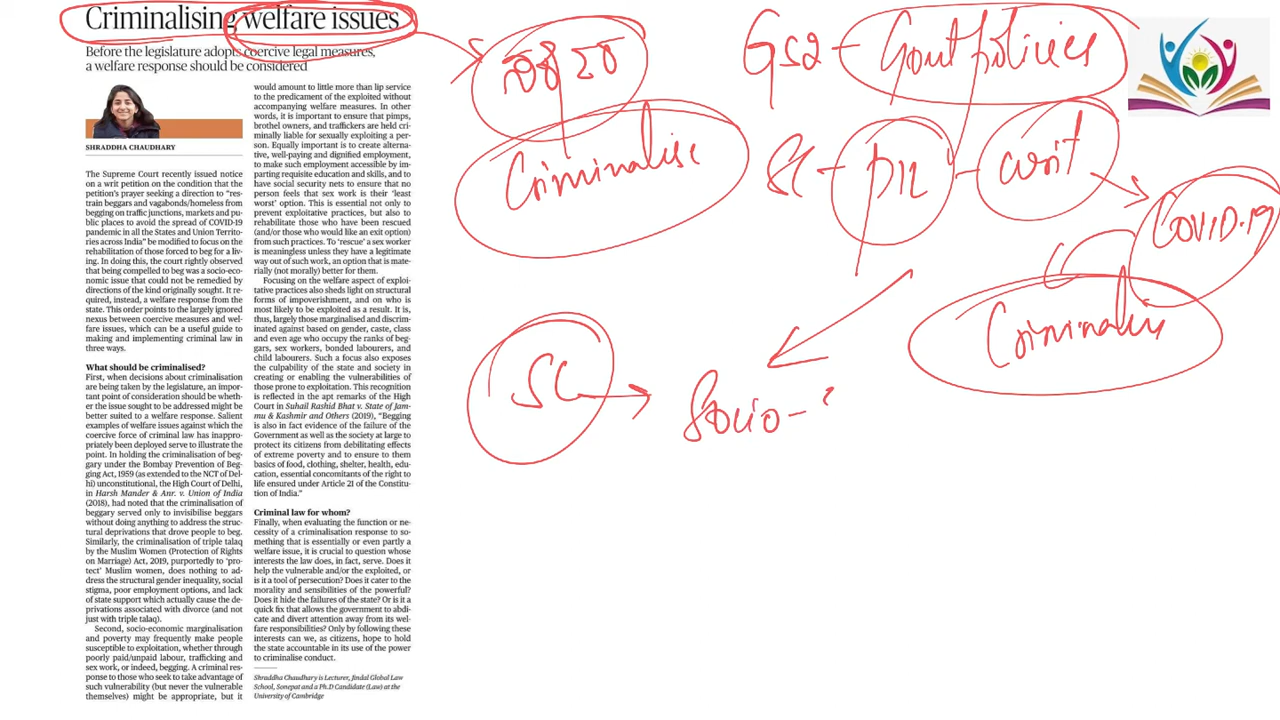 Criminalising welfare issues
Before the legislature adopts coercive legal measures,
a welfare response should be considered
SHRADDHA CHAUDHARY
The Supreme Court recently issued notice
on a writ petition on the condition that the
petition's prayer seeking a direction to "res-
train beggars and vagabonds/homeless from
begging on traffic junctions, markets and pu-
blic places to avoid the spread of COVID-19
pandemic in all the States and Union Territo-
ries across India" be modified to focus on the
rehabilitation of those forced to beg for a liv-
ing. In doing this, the court rightly observed
that being compelled to beg was a socio-eco-
nomic issue that could not be remedied by
directions of the kind originally sought. It re-
quired, instead, a welfare response from the
state. This order points to the largely ignored
nexus between coercive measures and wel-
fare issues, which can be a useful guide to
making and implementing criminal law in
three ways.
What should be criminalised?
First, when decisions about criminalisation
are being taken by the legislature, an impor-
tant point of consideration should be wheth-
er the issue sought to be addressed might be
better suited to a welfare response. Salient
examples of welfare issues against which the
coercive force of criminal law has inappro-
priately been deployed serve to illustrate the
point. In holding the criminalisation of beg-
gary under the Bombay Prevention of Beg-
ging Act, 1959 (as extended to the NCT of Del-
hi) unconstitutional, the High Court of Delhi,
in Harsh Mander & Anr. v. Union of India
(2018), had noted that the criminalisation of
beggary served only to invisibilise beggars
without doing anything to address the struc-
tural deprivations that drove people to beg.
Similarly, the criminalisation of triple talaq
by the Muslim Women (Protection of Rights
on Marriage) Act, 2019, purportedly to 'pro-
tect' Muslim women, does nothing to ad-
dress the structural gender inequality, social
stigma, poor employment options, and lack
of state support which actually cause the de-
privations associated with divorce (and not
just with triple talaq).
Second, socio-economic marginalisation
and poverty may frequently make people
susceptible to exploitation, whether through
poorly paid/unpaid labour, trafficking and
sex work, or indeed, begging. A criminal res-
ponse to those who seek to take advantage of
such vulnerability (but never the vulnerable
themselves) might be appropriate, but it
would amount to little more than lip service
to the predicament of the exploited without
accompanying welfare measures. In other
words, it is important to ensure that pimps,
brothel owners, and traffickers are held cri-
minally liable for sexually exploiting a per-
son. Equally important is to create alterna-
tive, well-paying and dignified employment,
to make such employment accessible by im-
parting requisite education and skills, and to
have social security nets to ensure that no
person feels that sex work is their 'least
worst' option. This is essential not only to
prevent exploitative practices, but also to
rehabilitate those who have been rescued
(and/or those who would like an exit option)
from such practices. To 'rescue' a sex worker
is meaningless unless they have a legitimate
way out of such work, an option that is mate-
rially (not morally) better for them.
Focusing on the welfare aspect of exploi-
tative practices also sheds light on structural
forms of impoverishment, and on who is
most likely to be exploited as a result. It is,
thus, largely those marginalised and discrim-
inated against based on gender, caste, class
and even age who occupy the ranks of beg-
gars, sex workers, bonded labourers, and
child labourers. Such a focus also exposes
the culpability of the state and society in
creating or enabling the vulnerabilities of
those prone to exploitation. This recognition
is reflected in the apt remarks of the High
Court in Suhail Rashid Bhat v. State of Jam-
mu & Kashmir and Others (2019), "Begging
is also in fact evidence of the failure of the
Government as well as the society at large to
protect its citizens from debilitating effects
of extreme poverty and to ensure to them
basics of food, clothing, shelter, health, edu-
cation, essential concomitants of the right to
life ensured under Article 21 of the Constitu-
tion of India."
Criminal law for whom?
Finally, when evaluating the function or ne-
cessity of a criminalisation response to so-
mething that is essentially or even partly a
welfare issue, it is crucial to question whose
interests the law does, in fact, serve. Does it
help the vulnerable and/or the exploited, or
is it a tool of persecution? Does it cater to the
morality and sensibilities of the powerful?
Does it hide the failures of the state? Or is it a
quick fix that allows the government to abdi-
cate and divert attention away from its wel-
fare responsibilities? Only by following these
interests can we, as citizens, hope to hold
the state accountable in its use of the power
to criminalise conduct.
Shraddha Chaudhary is Lecturer, Jindal Global Law
School, Sonepat and a Ph.D Candidate (Law) at the
University of Cambridge
GS2 - Govt policies
Criminalise
SC - PIL - writ
COVID-19
SC
Socio-